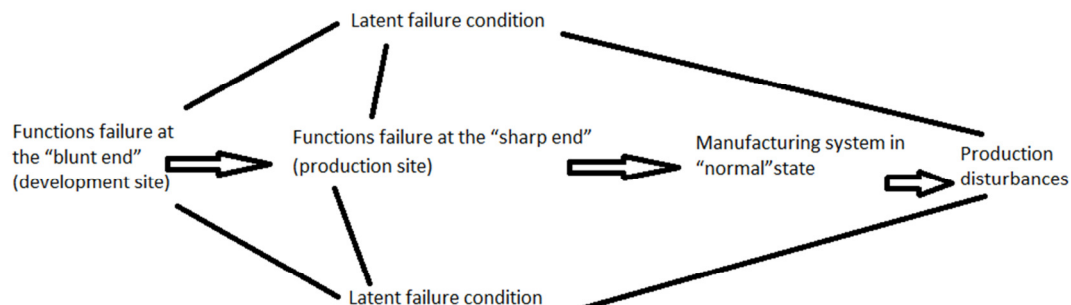 Latent failure condition
Functions failure at
the “blunt end”
(development site)
Functions failure at the “sharp end”
(production site)
Manufacturing system in
“normal”state
Production
disturbances
Latent failure condition